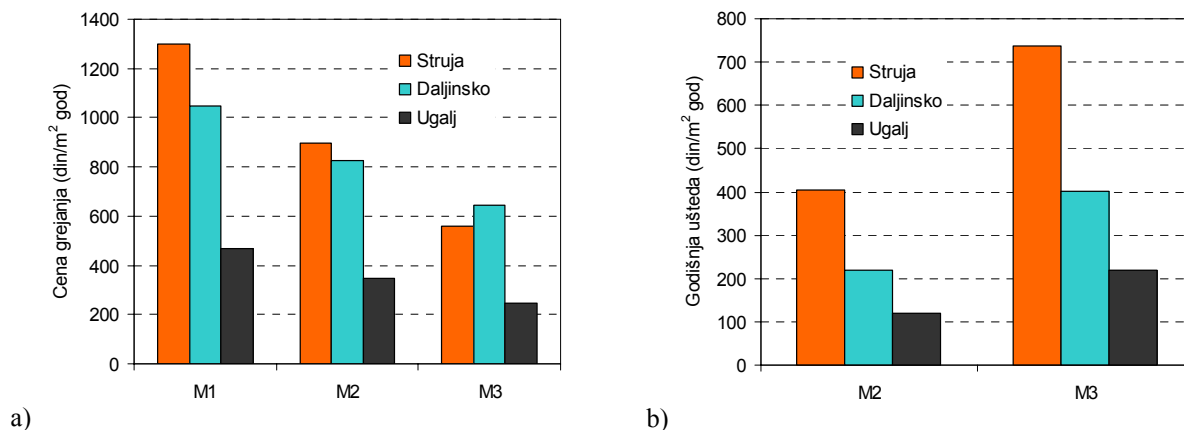 1400
1200
1000
800
600
400
200
0
Cena grejanja (din/m² god)
Struja
Daljinsko
Ugalj
M1 M2 M3
a)
800
700
600
500
400
300
200
100
0
Godišnja ušteda (din/m² god)
Struja
Daljinsko
Ugalj
M2 M3
b)